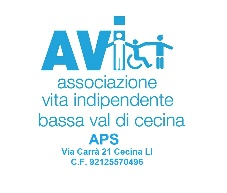 AVi
associazione
vita indipendente
bassa val di cecina
APS
Via Carrà 21 Cecina LI
C.F. 92125570496